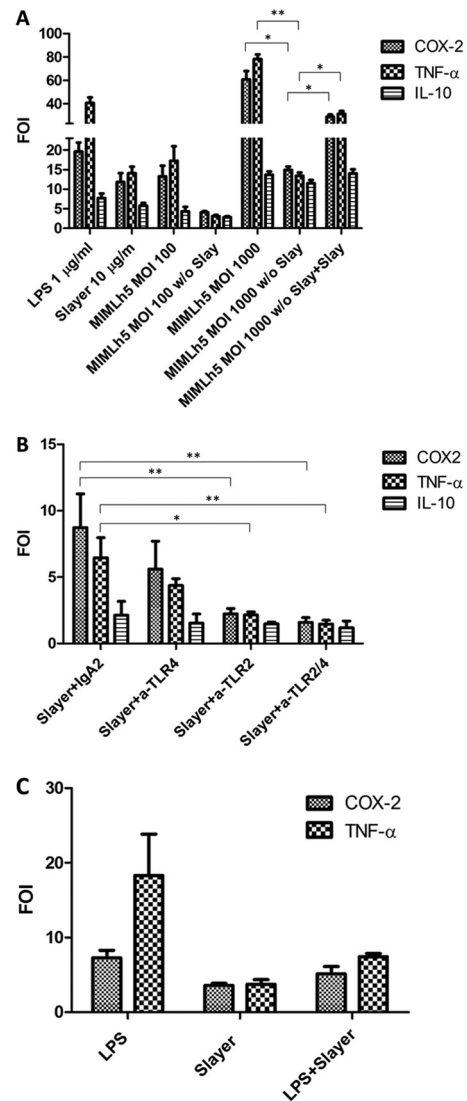 A
**
*
*
*
COX-2
TNF-α
IL-10
100
80
60
40
20
15
10
5
0
FOI
LPS 1 µg/ml
Slayer 10 µg/m
MIMLh5 MOI 100
MIMLh5 MOI 100 w/o Slay
MIMLh5 MOI 1000
MIMLh5 MOI 1000 w/o Slay
MIMLh5 MOI 1000 w/o Slay+Slay
B
**
**
**
*
COX2
TNF-α
IL-10
15
10
5
0
FOI
Slayer+IgA2
Slayer+a-TLR4
Slayer+a-TLR2
Slayer+a-TLR2/4
C
COX-2
TNF-α
30
20
10
0
FOI
LPS
Slayer
LPS+Slayer